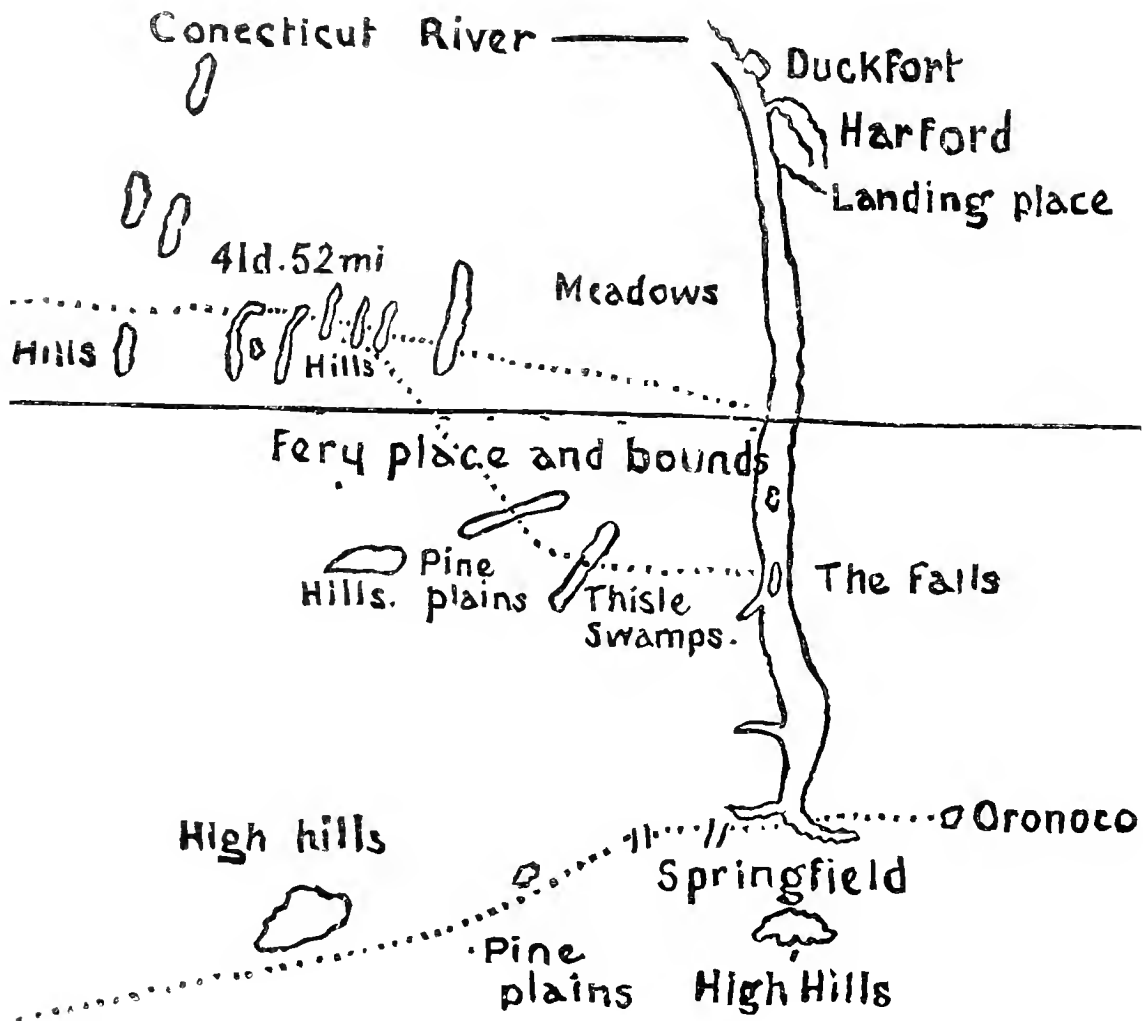 Conecticut River
Duckfort
Harford
Landing place
41d.52mi
Meadows
Hills
Hills
Fery place and bounds
The Falls
Hills.
Pine
plains
Thisle
Swamps.
Oronoco
High hills
Springfield
Pine
plains
High Hills